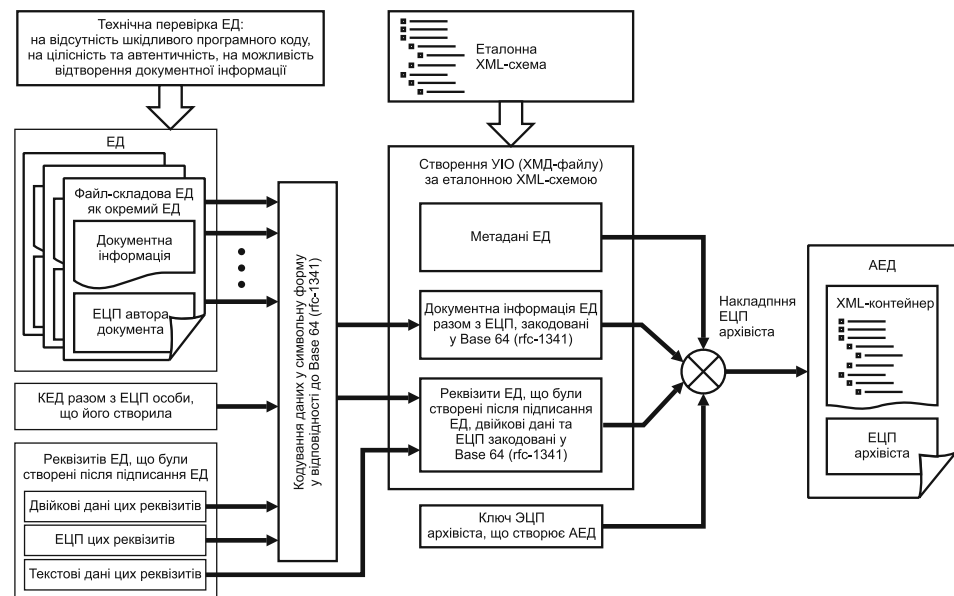 Технічна перевірка ЕД:
на відсутність шкідливого програмного коду,
на цілісність та автентичність, на можливість
відтворення документної інформації
Еталонна
XML-схема
ЕД
Файл-складова ЕД
як окремий ЕД
Документна
інформація
ЕЦП автора
документа
КЕД разом з ЕЦП особи,
що його створила
Реквізитів ЕД, що були
створені після підписання ЕД
Двійкові дані цих реквізитів
ЕЦП цих реквізитів
Текстові дані цих реквізитів
Кодування даних у символьну форму
у відповідності до Base 64 (rfc-1341)
Створення УІО (ХМД-файлу)
за еталонною XML-схемою
Метадані ЕД
Документна інформація ЕД
разом з ЕЦП, закодовані
у Base 64 (rfc-1341)
Реквізити ЕД, що були
створені після підписання
ЕД, двійкові дані та
ЕЦП закодовані у
Base 64 (rfc-1341)
Ключ ЭЦП
архівіста, що створює АЕД
Накладпння
ЕЦП
архівіста
АЕД
XML-контейнер
ЕЦП
архівіста